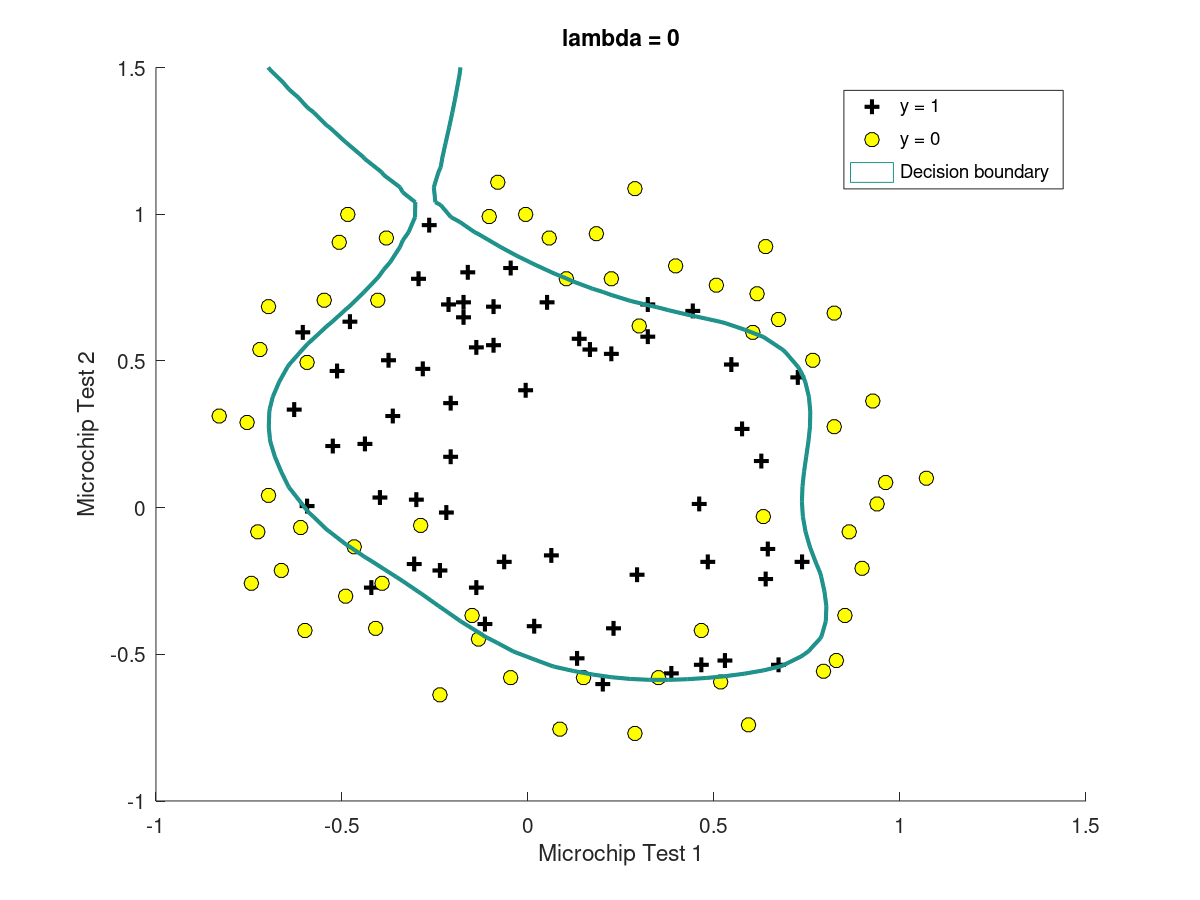 lambda = 0
1.5
1
0.5
0
-0.5
-1
Microchip Test 2
y = 1
y = 0
Decision boundary
-1
-0.5
0
0.5
1
1.5
Microchip Test 1